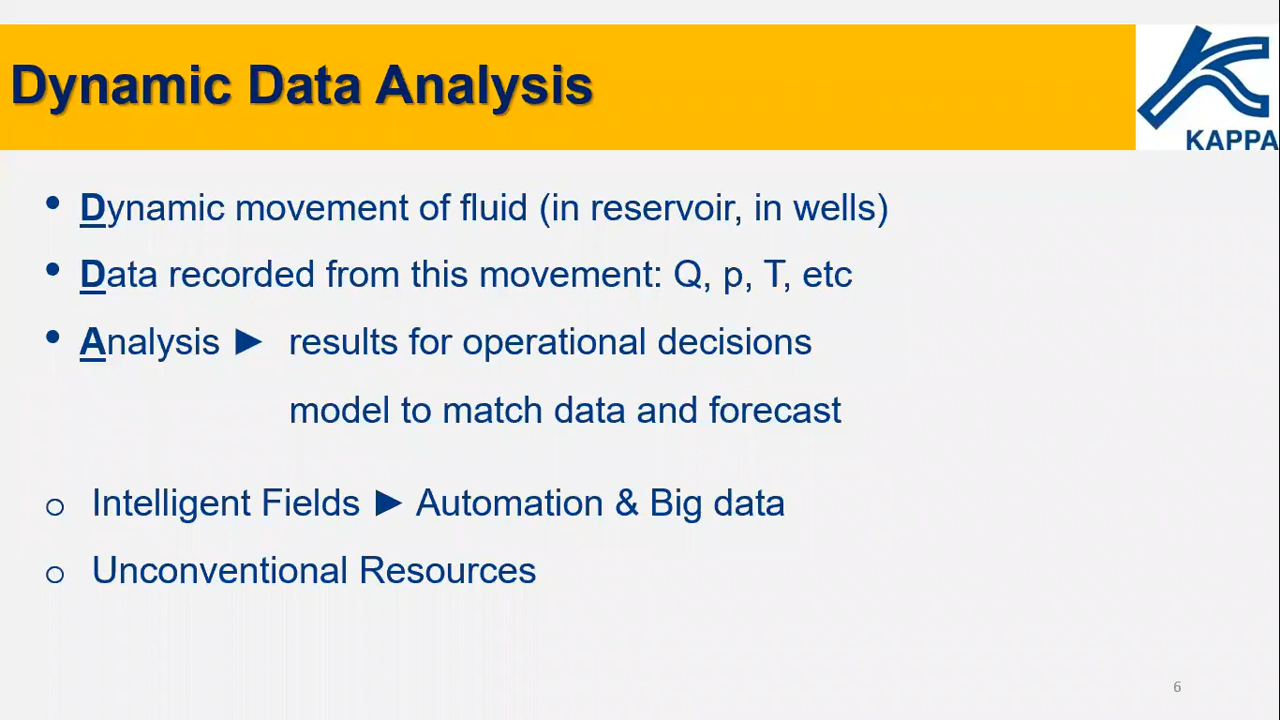 Dynamic Data Analysis
KAPPA
• Dynamic movement of fluid (in reservoir, in wells)
• Data recorded from this movement: Q, p, T, etc
• Analysis ► results for operational decisions
model to match data and forecast
o Intelligent Fields ► Automation & Big data
o Unconventional Resources
6